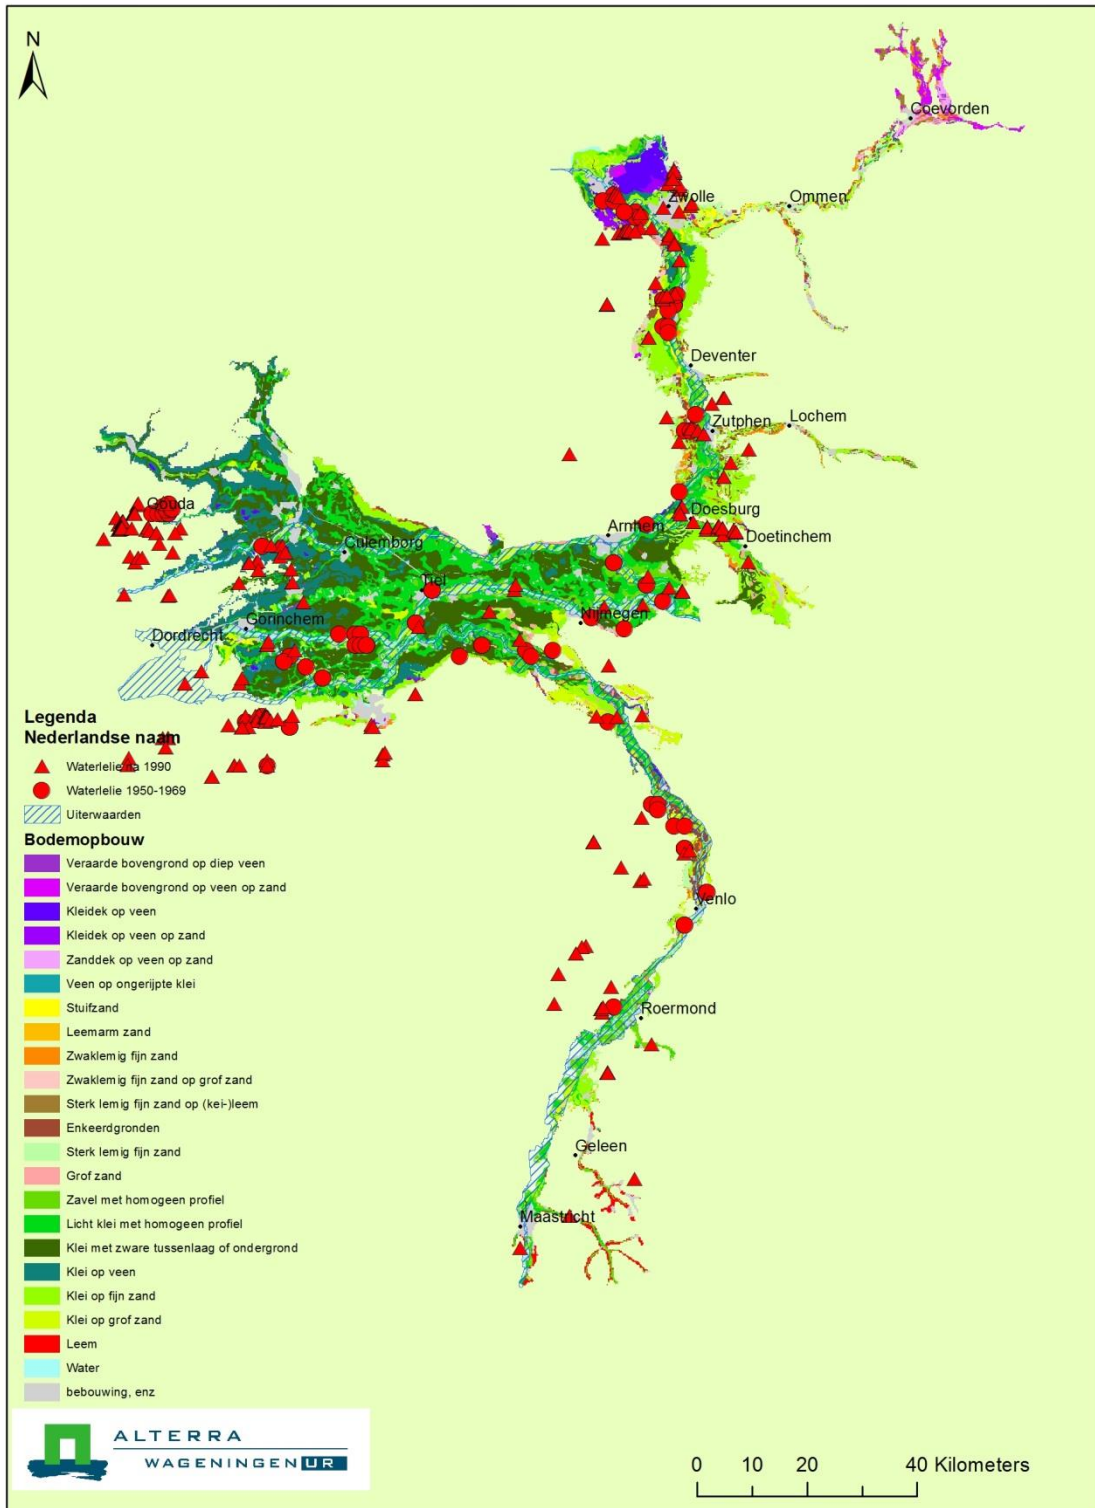 N
Coevorden
Zwolle
Ommen
Deventer
Zutphen
Lochem
Gouda
Doesburg
Arnhem
Doetinchem
Culemborg
Tiel
Nijmegen
Gorinchem
Dordrecht
Legenda
Nederlandse naam
Waterlelie na 1990
Waterlelie 1950-1969
Uiterwaarden
Bodemopbouw
Veraarde bovengrond op diep veen
Veraarde bovengrond op veen op zand
Kleidek op veen
Kleidek op veen op zand
Zanddek op veen op zand
Veen op ongerijpte klei
Stuifzand
Leemarm zand
Zwaklemig fijn zand
Zwaklemig fijn zand op grof zand
Sterk lemig fijn zand op (kei-)leem
Enkeerdgronden
Sterk lemig fijn zand
Grof zand
Zavel met homogeen profiel
Licht klei met homogeen profiel
Klei met zware tussenlaag of ondergrond
Klei op veen
Klei op fijn zand
Klei op grof zand
Leem
Water
bebouwing, enz
Venlo
Roermond
Geleen
Maastricht
ALTERRA
WAGENINGEN UR
0 10 20 40 Kilometers